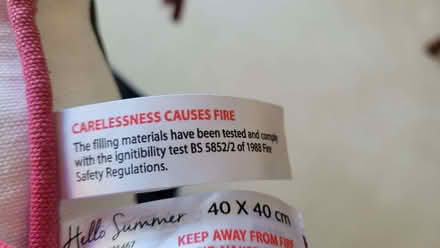 CARELESSNESS CAUSES FIRE
The filling materials have been tested and comply
with the ignitibility test BS 5852/2 of 1988 Fire
Safety Regulations.
Hello Summer 40 X 40 cm
KEEP AWAY FROM FIRE